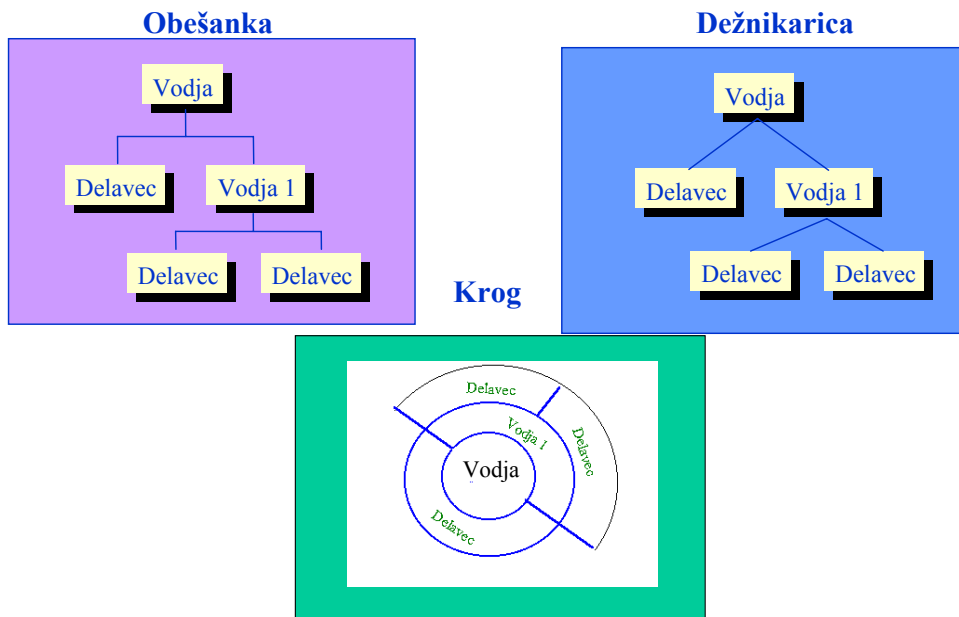 Obešanka
Vodja
Delavec
Vodja 1
Delavec
Delavec
Dežnikarica
Vodja
Delavec
Vodja 1
Delavec
Delavec
Krog
Delavec
Vodja 1
Delavec
Vodja
Delavec